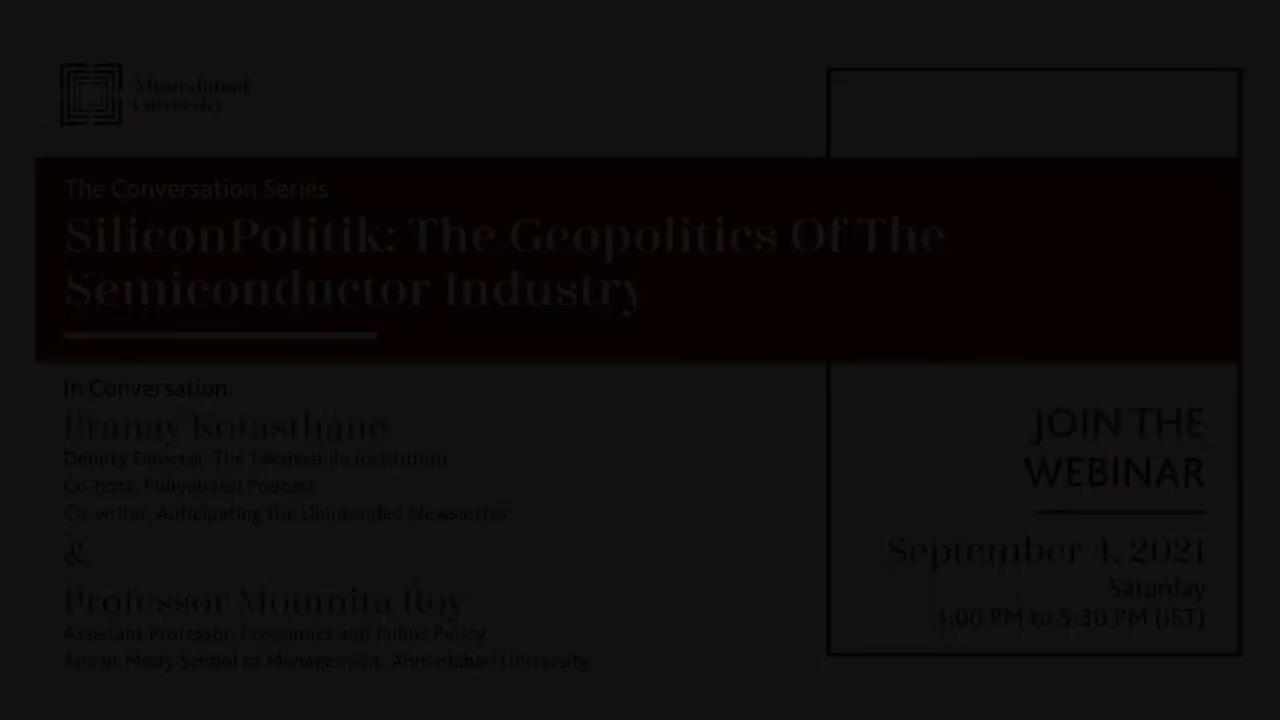 Ahmedabad
University
The Conversation Series
SiliconPolitik: The Geopolitics Of The
Semiconductor Industry
In Conversation:
Pranay Kotasthane
Deputy Director, The Takshashila Institution
Co-host, Puliyabaazi Podcast
Co-writer, Anticipating the Unintended Newsletter
&
Professor Moumita Roy
Assistant Professor, Economics and Public Policy
Amrut Mody School of Management, Ahmedabad University
JOIN THE
WEBINAR
September 4, 2021
Saturday
4:00 PM to 5:30 PM (IST)